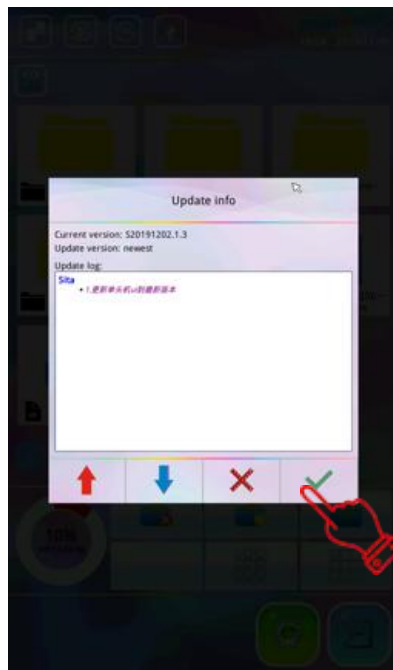 Update info
Current version: S20191202.1.3
Update version: newest
Update log:
Sita
• 1.更新单头机ui到最新版本
10%